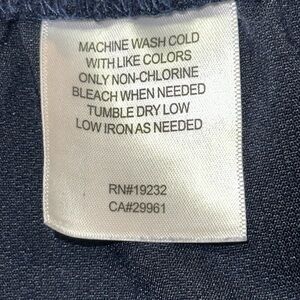 MACHINE WASH COLD
WITH LIKE COLORS
ONLY NON-CHLORINE
BLEACH WHEN NEEDED
TUMBLE DRY LOW
LOW IRON AS NEEDED
RN#19232
CA#29961